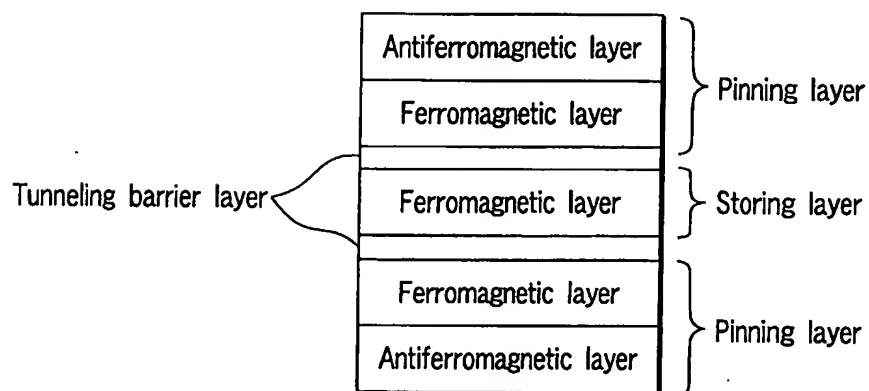 Antiferromagnetic layer
Ferromagnetic layer
Pinning layer
Tunneling barrier layer
Ferromagnetic layer
Storing layer
Ferromagnetic layer
Pinning layer
Antiferromagnetic layer